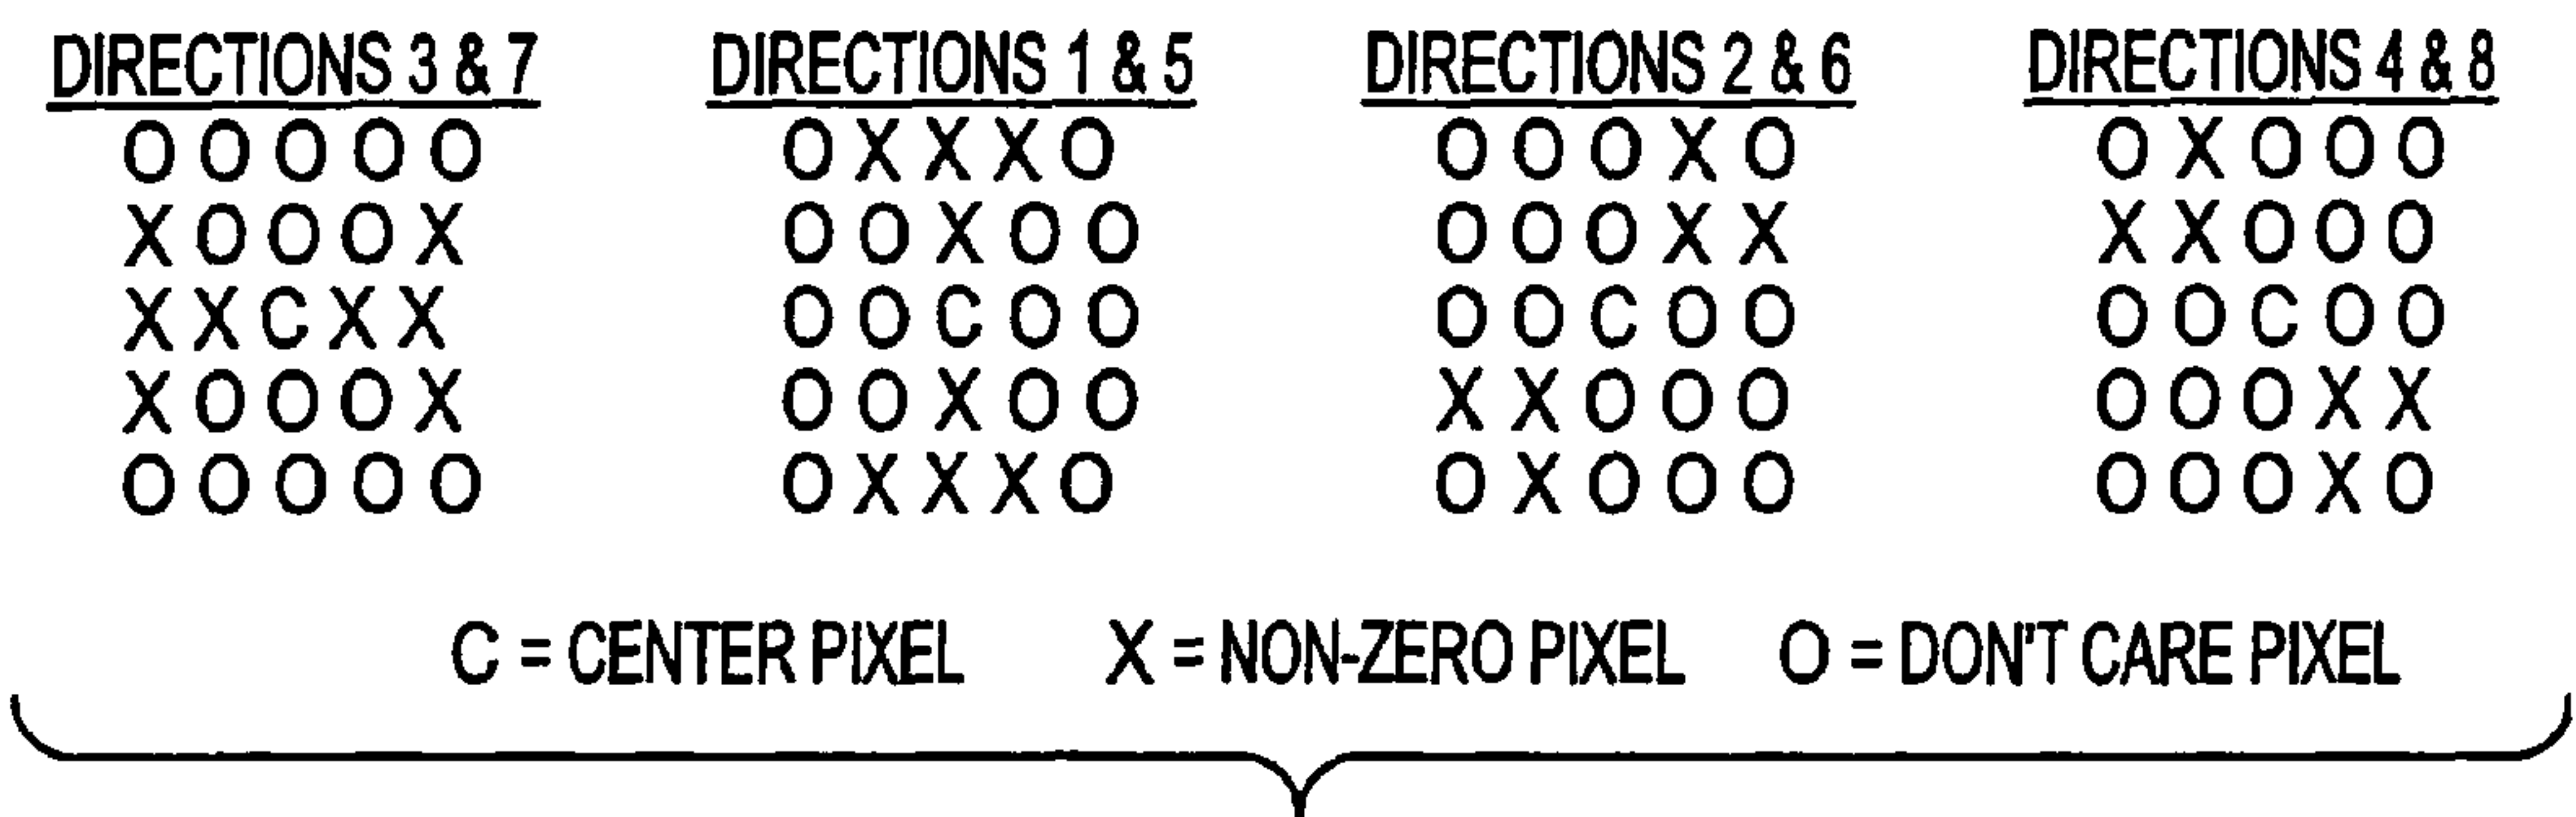 DIRECTIONS 3 & 7 DIRECTIONS 1 & 5 DIRECTIONS 2 & 6 DIRECTIONS 4 & 8
O O O O O O X X X O O O O X O O X O O O
X O O O X O O X O O O O O X X X X O O O
X X C X X O O C O O O O C O O O O C O O
X O O O X O O X O O X X O O O O O O X X
O O O O O O X X X O O X O O O O O O X O
C = CENTER PIXEL X = NON-ZERO PIXEL O = DON'T CARE PIXEL